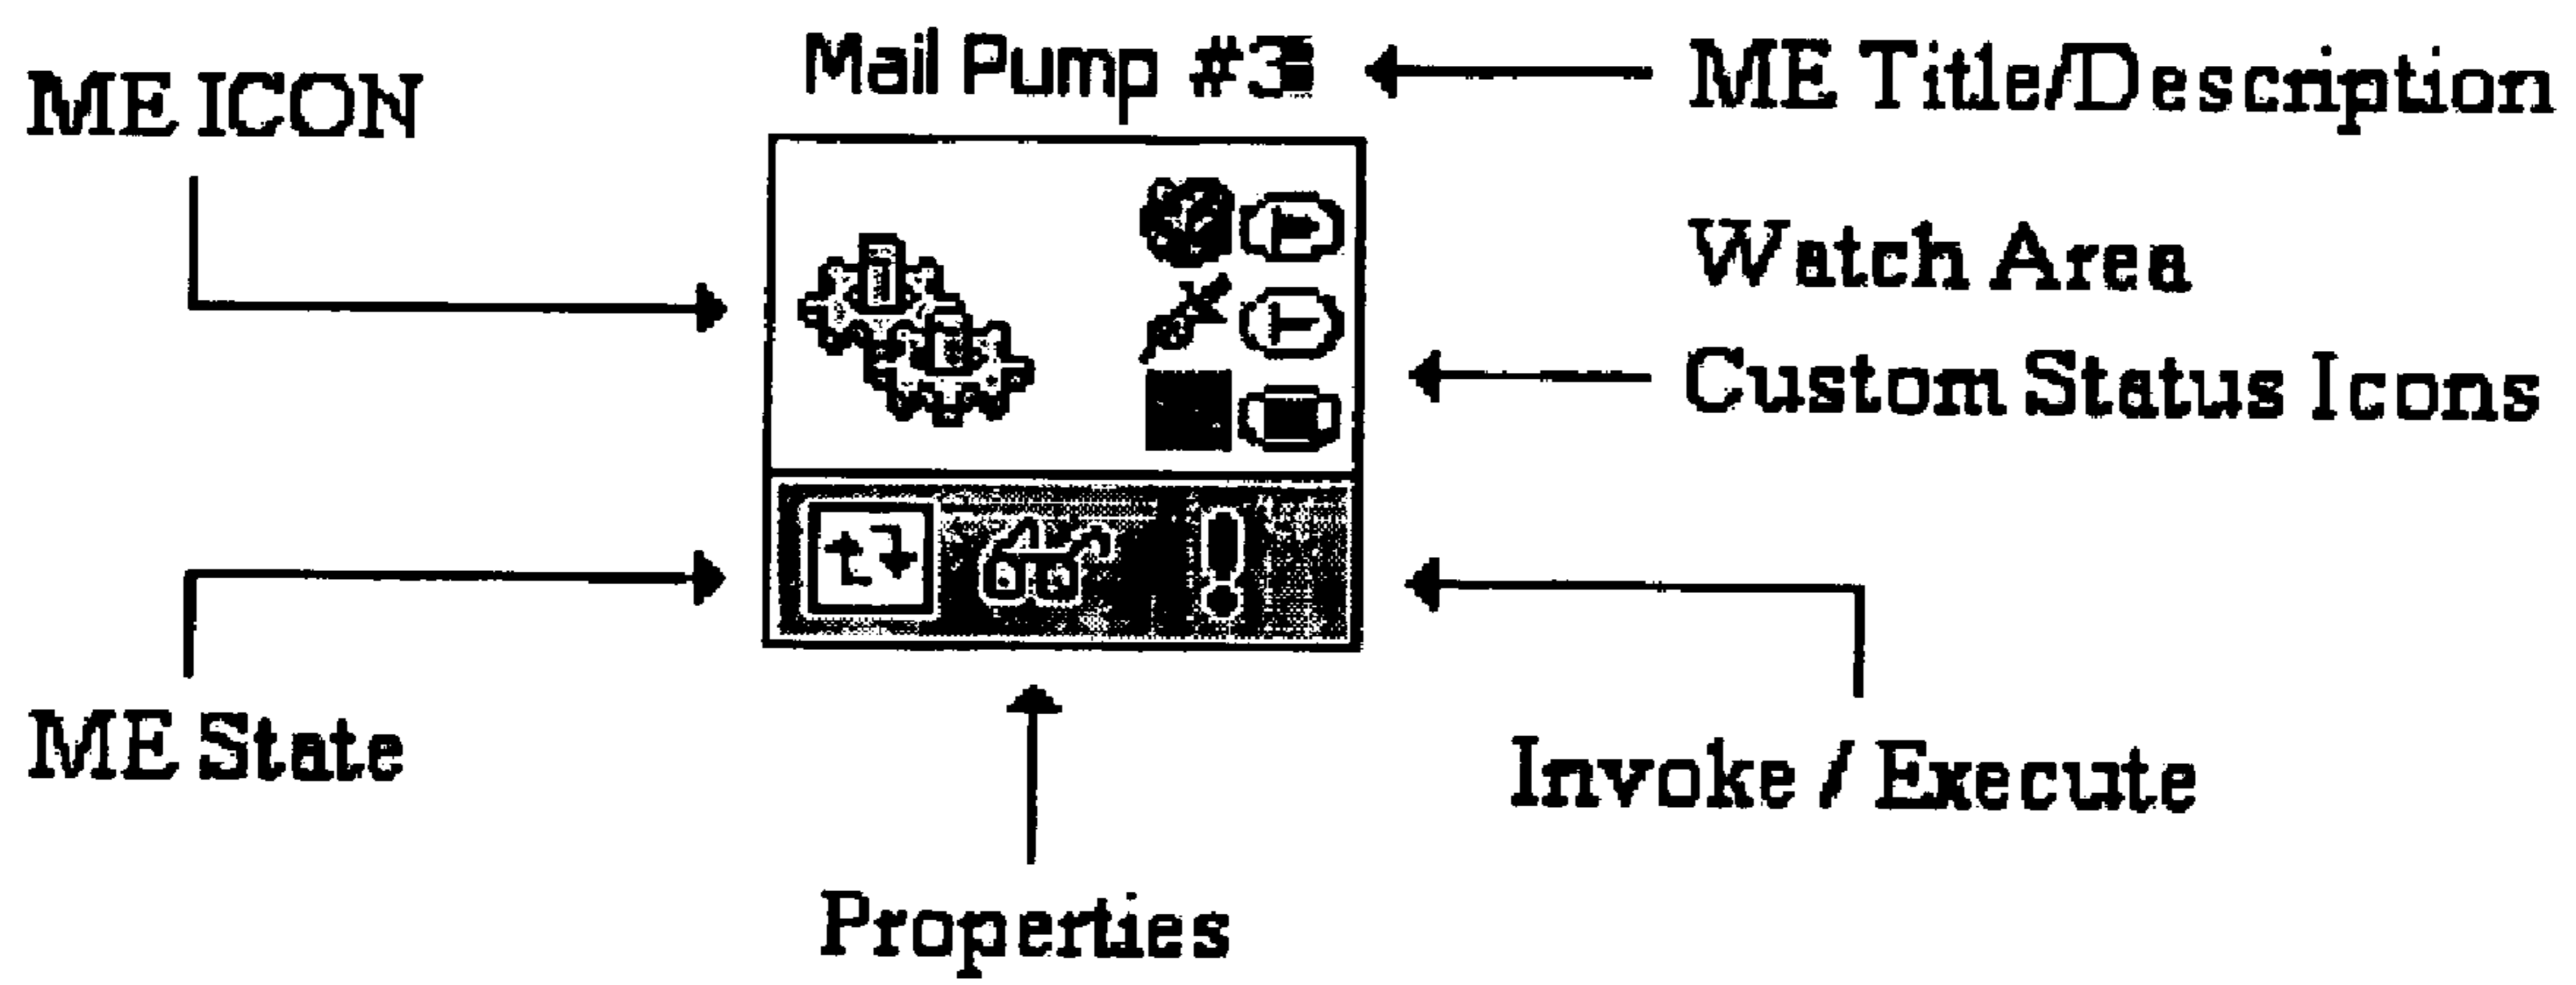 Mail Pump #3
ME Title/Description
ME ICON
Watch Area
Custom Status Icons
ME State
Invoke / Execute
Properties